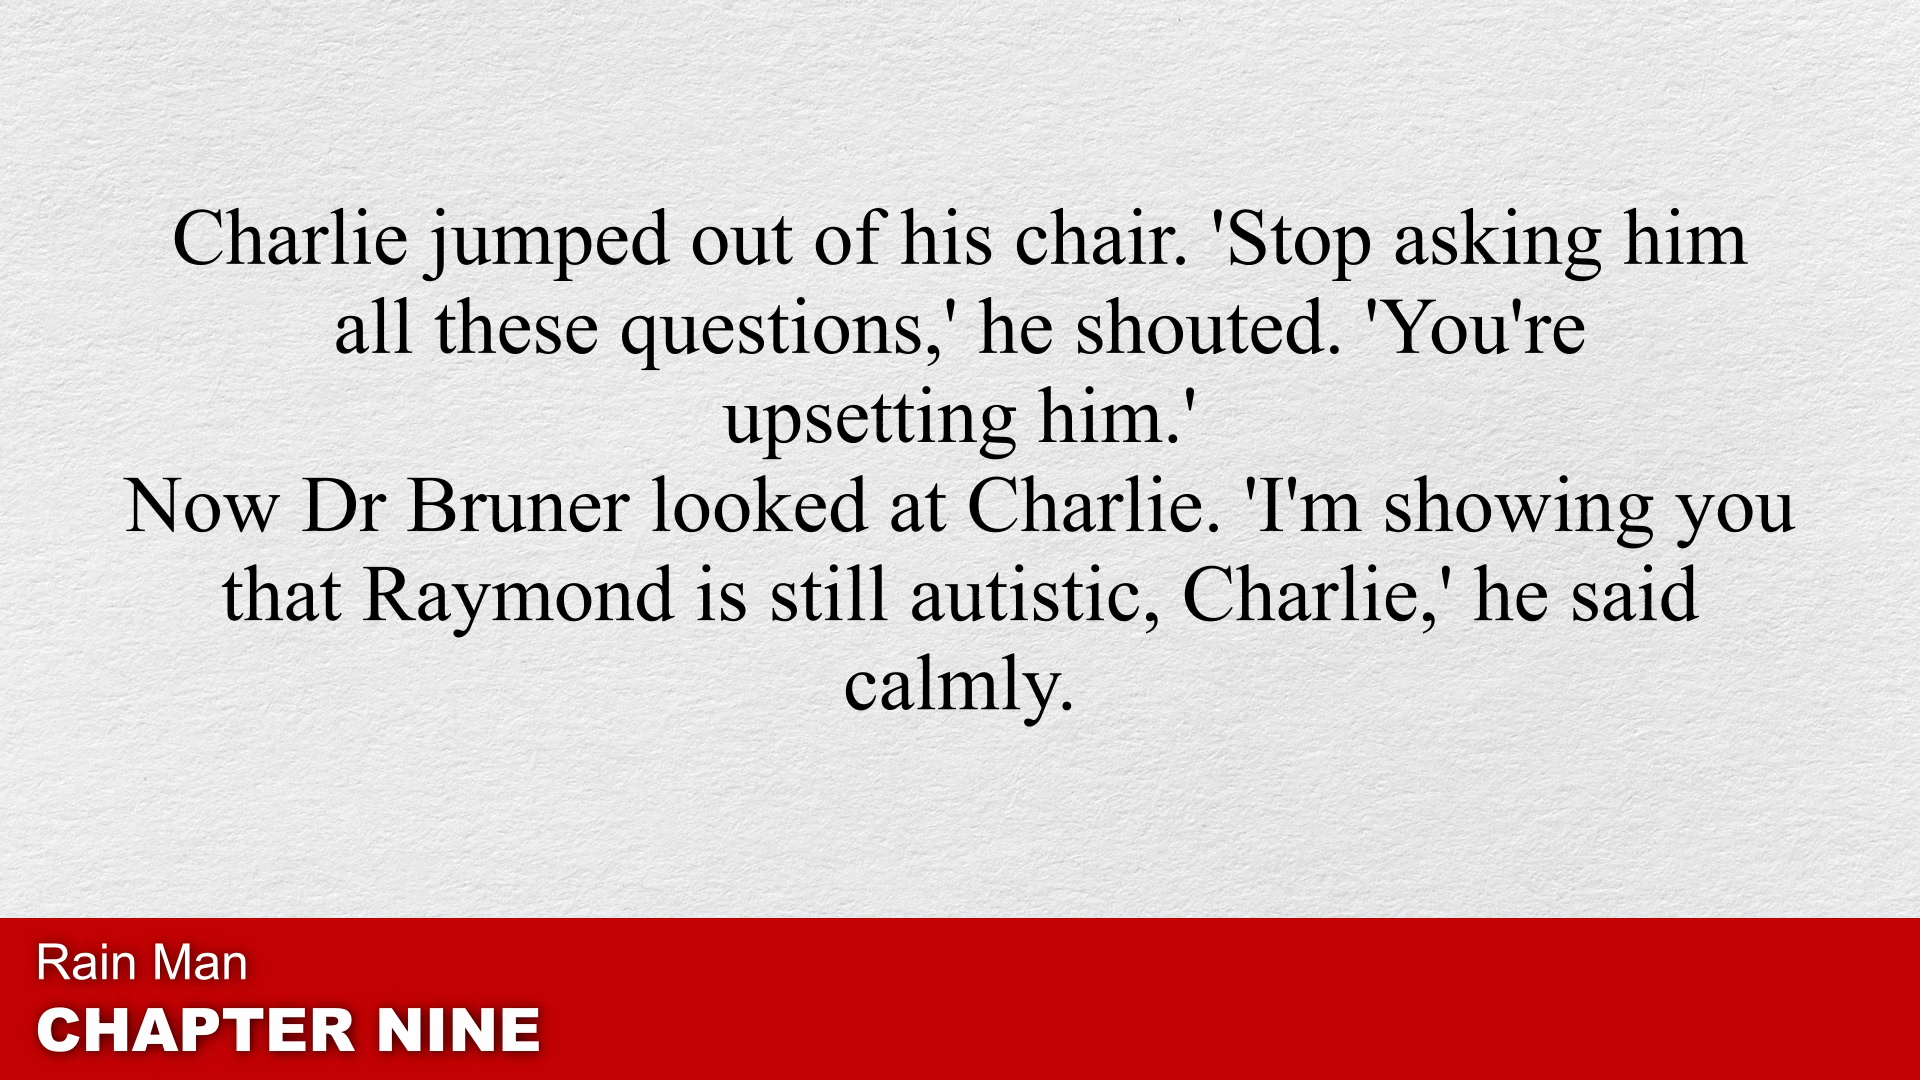 Charlie jumped out of his chair. 'Stop asking him
all these questions,' he shouted. 'You're
upsetting him.'
Now Dr Bruner looked at Charlie. 'I'm showing you
that Raymond is still autistic, Charlie,' he said
calmly.
Rain Man
CHAPTER NINE